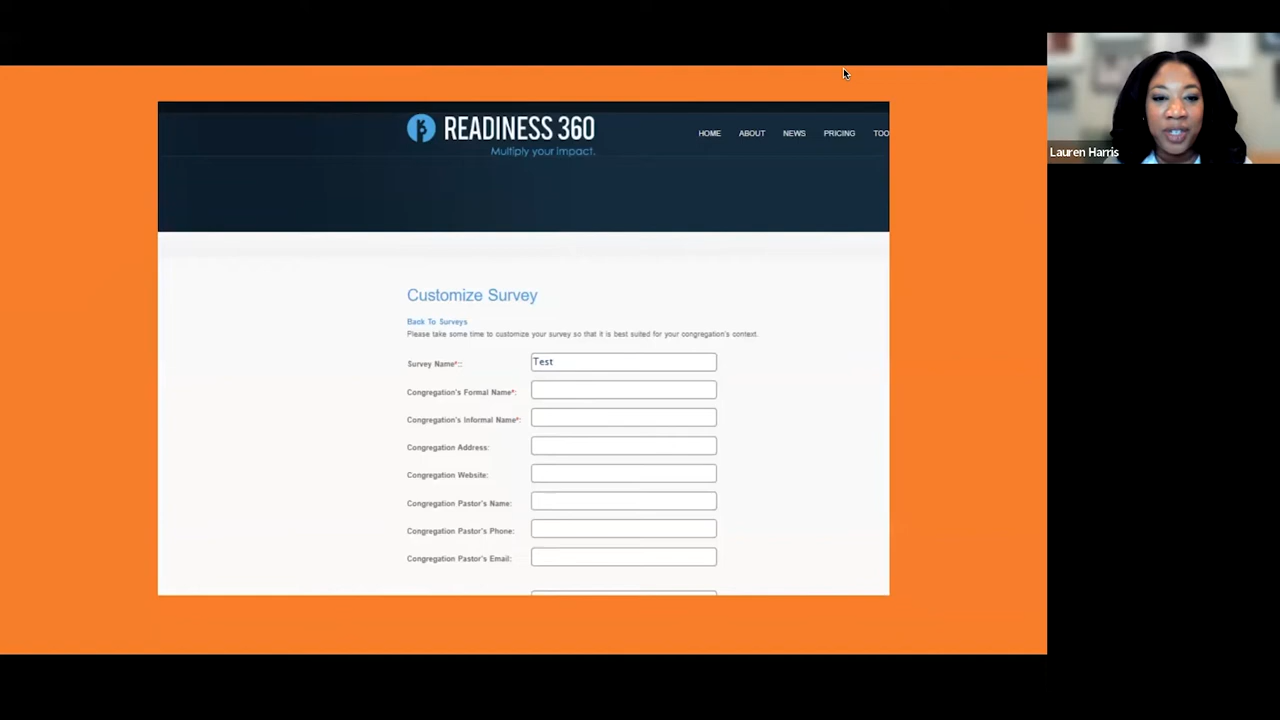 READINESS 360
Multiply your impact.
HOME ABOUT NEWS PRICING TOO
Lauren Harris
Customize Survey
Back To Surveys
Please take some time to customize your survey so that it is best suited for your congregation's context.
Survey Name*:: Test
Congregation's Formal Name*:
Congregation's Informal Name*:
Congregation Address:
Congregation Website:
Congregation Pastor's Name:
Congregation Pastor's Phone:
Congregation Pastor's Email: